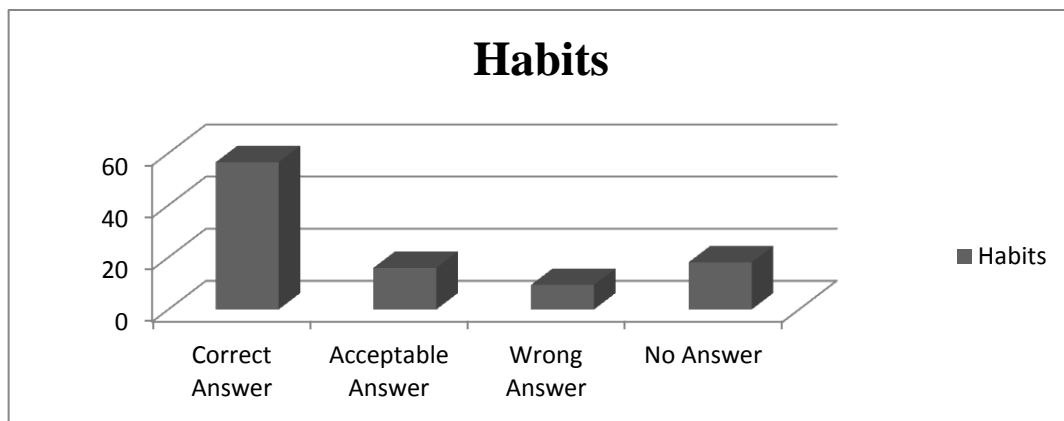 Habits
60
40
20
0
Correct
Answer
Acceptable
Answer
Wrong
Answer
No Answer
Habits